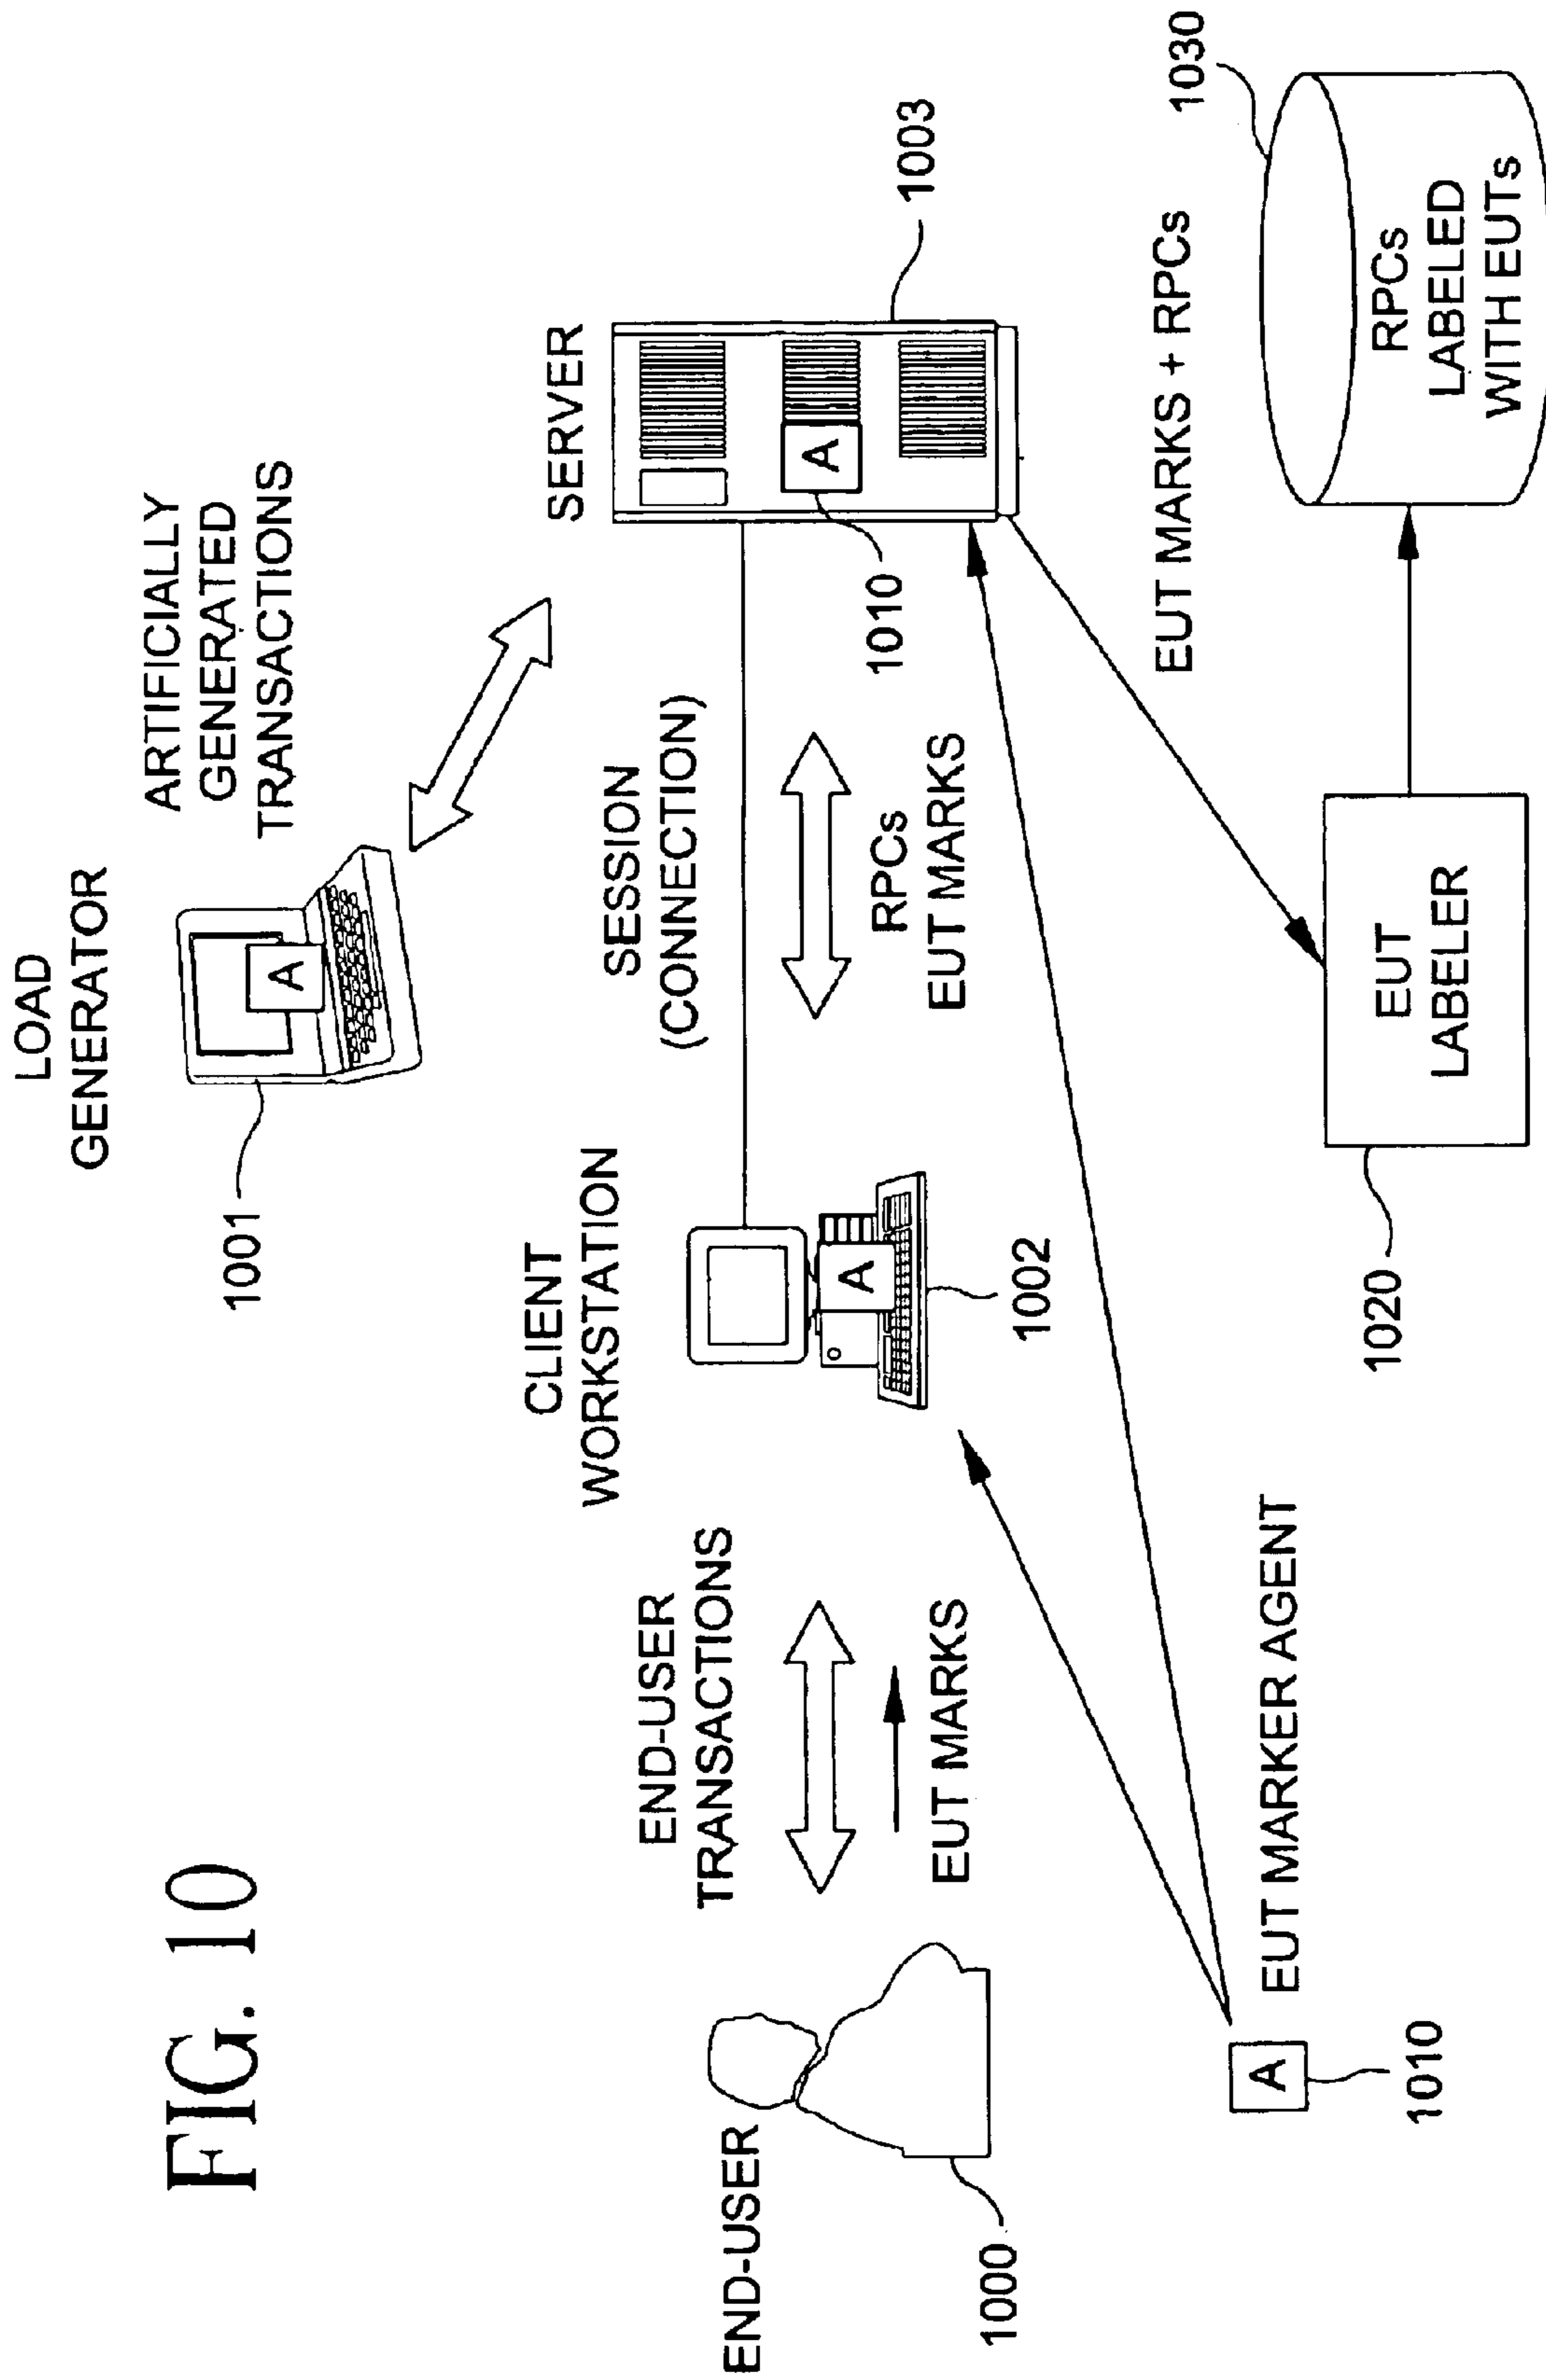 FIG. 10
LOAD
GENERATOR
1001
ARTIFICIALLY
GENERATED
TRANSACTIONS
A
END-USER
1000
END-USER
TRANSACTIONS
EUT MARKS
CLIENT
WORKSTATION
A
1002
SESSION
(CONNECTION)
RPCs
EUT MARKS
SERVER
A
1003
1010
A
1010
EUT MARKER AGENT
EUT
LABELER
1020
EUT MARKS + RPCs
RPCs
LABELED
WITH EUTs
1030